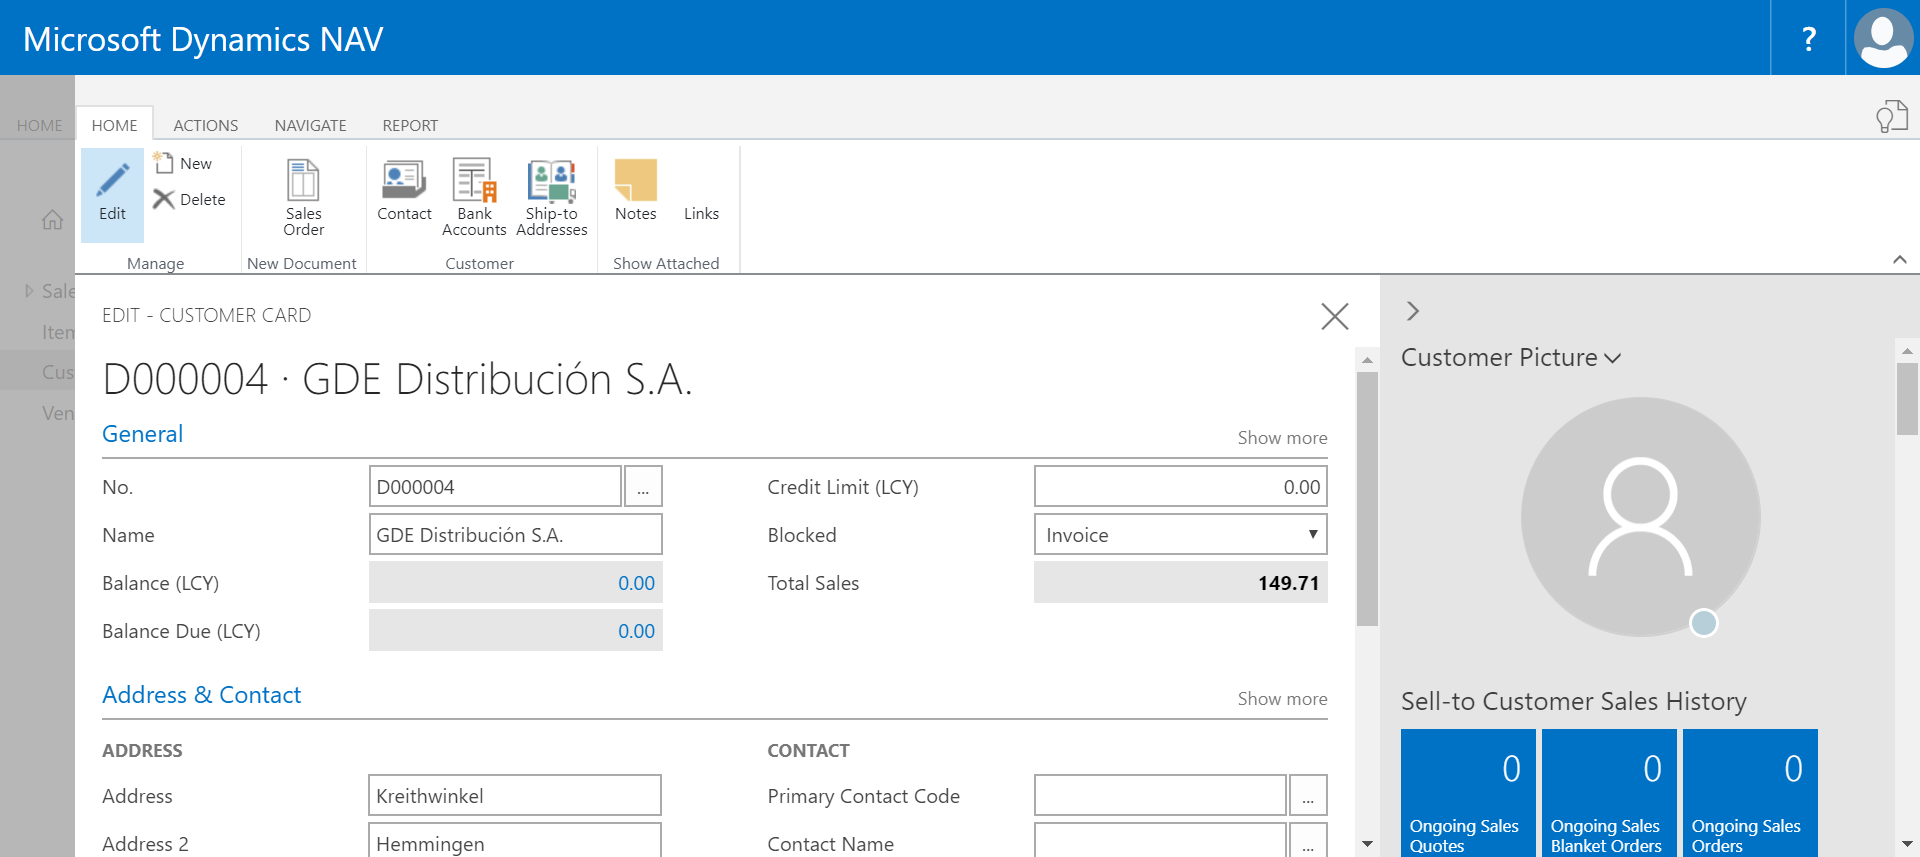 Microsoft Dynamics NAV
?
HOME
HOME
ACTIONS
NAVIGATE
REPORT
Edit
New
Delete
Manage
Sales
Order
New Document
Contact
Bank
Accounts
Ship-to
Addresses
Customer
Notes
Links
Show Attached
Sale
Item
Cus
Ven
EDIT - CUSTOMER CARD
D000004 · GDE Distribución S.A.
General
Show more
No.
D000004
...
Name
GDE Distribución S.A.
Balance (LCY)
0.00
Balance Due (LCY)
0.00
Credit Limit (LCY)
0.00
Blocked
Invoice
Total Sales
149.71
Address & Contact
Show more
ADDRESS
Address
Kreithwinkel
Address 2
Hemmingen
CONTACT
Primary Contact Code
...
Contact Name
...
Customer Picture
Sell-to Customer Sales History
0
Ongoing Sales
Quotes
0
Ongoing Sales
Blanket Orders
0
Ongoing Sales
Orders